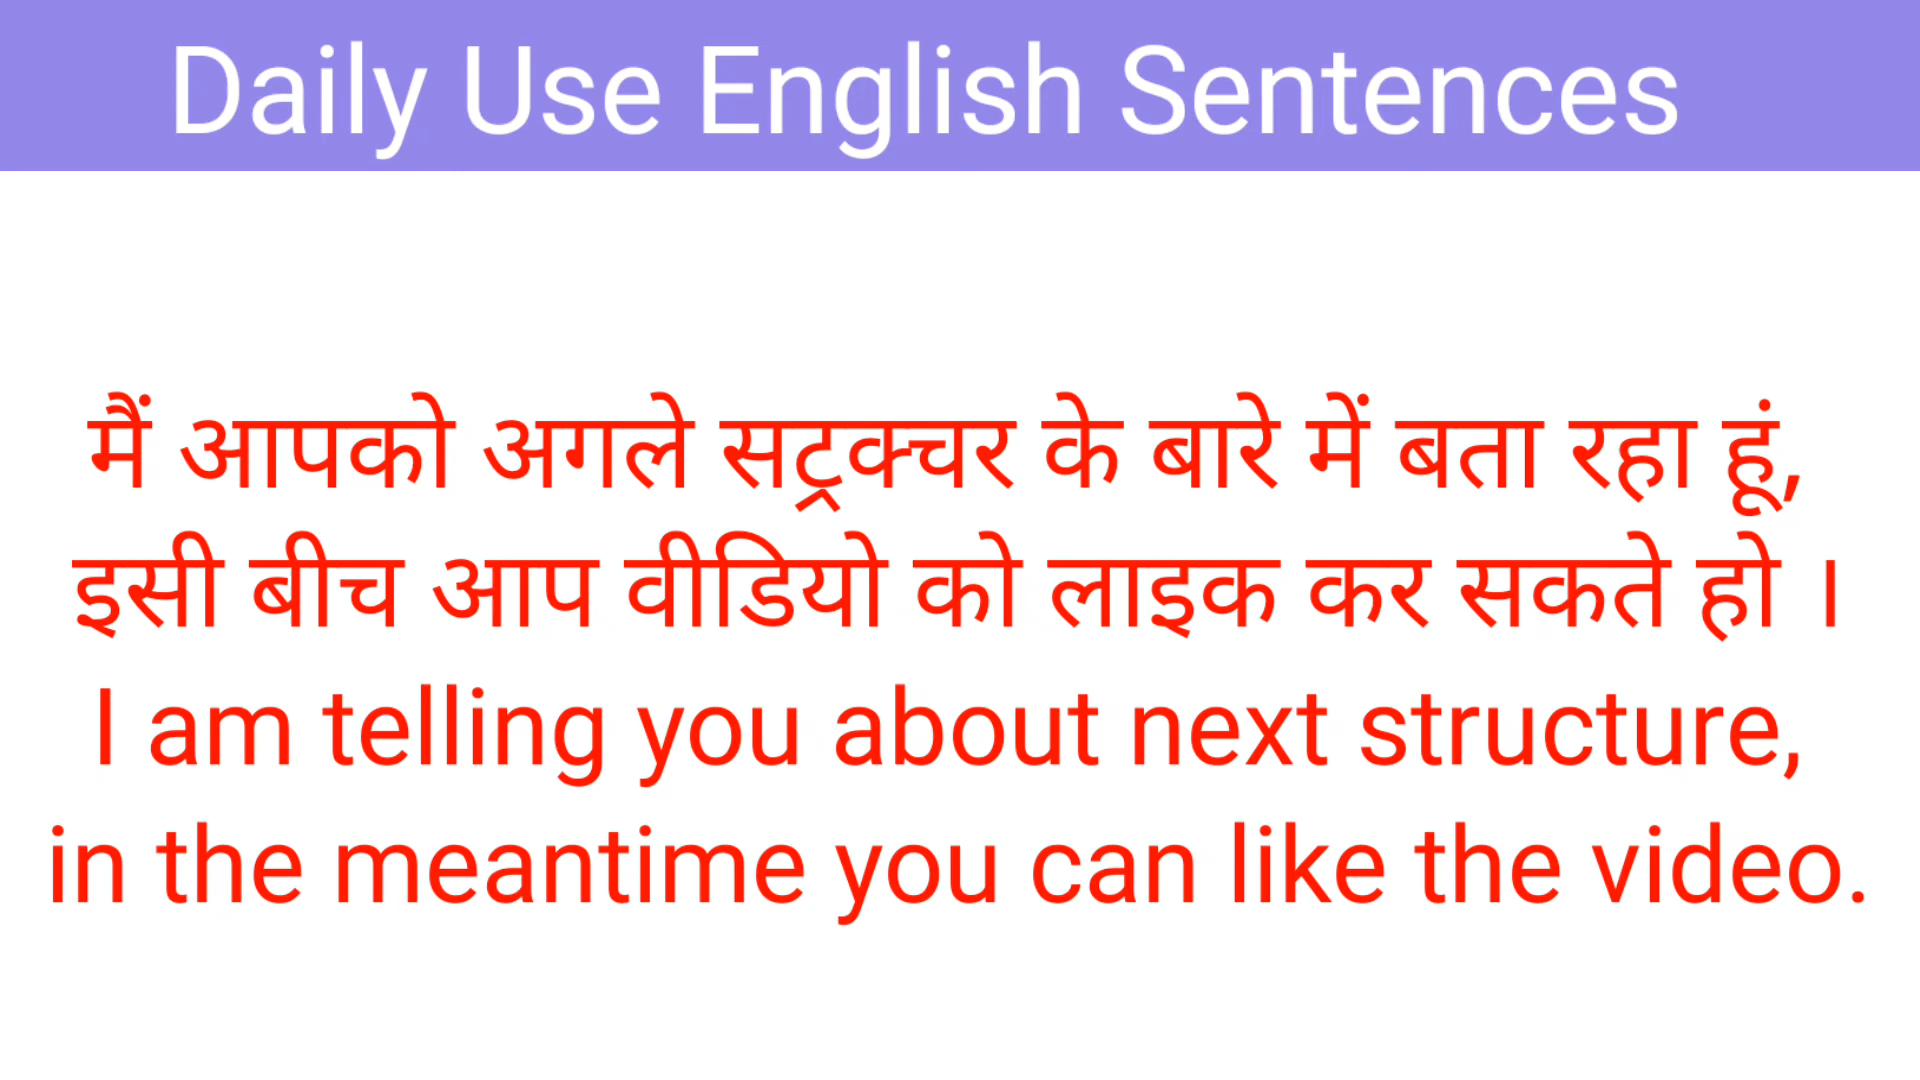 Daily Use English Sentences
मैं आपको अगले सट्रक्चर के बारे में बता रहा हूं,
इसी बीच आप वीडियो को लाइक कर सकते हो ।
I am telling you about next structure,
in the meantime you can like the video.